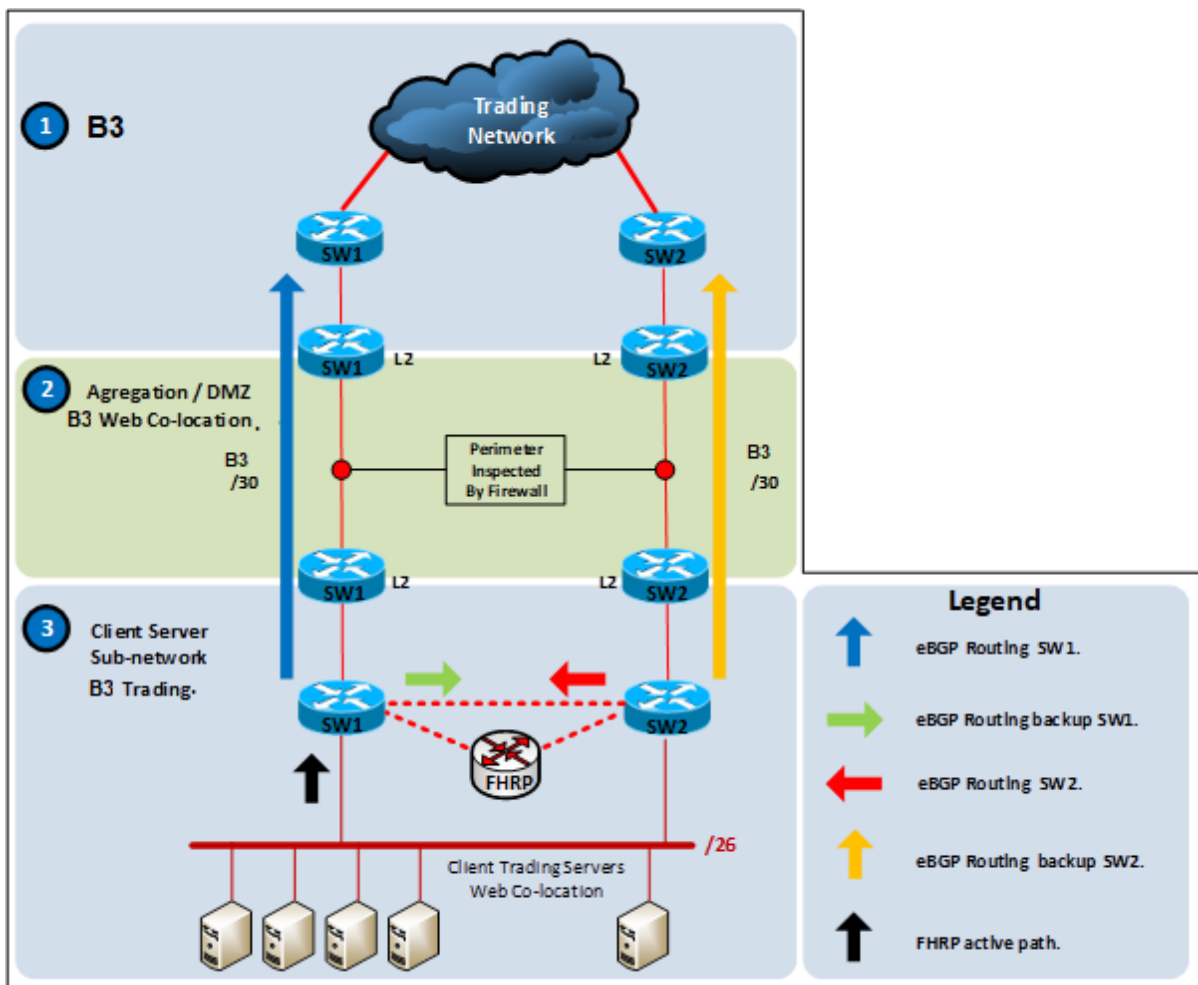 Trading
Network
1
B3
SW1
SW2
SW1
L2
L2
SW2
2
Agregation / DMZ
B3 Web Co-location.
B3
/30
Perimeter
Inspected
By Firewall
B3
/30
SW1
L2
L2
SW2
3
Client Server
Sub-network
B3 Trading.
SW1
SW2
FHRP
/26
Client Trading Servers
Web Co-location
Legend
eBGP Routing SW1.
eBGP Routing backup SW1.
eBGP Routing SW2.
eBGP Routing backup SW2.
FHRP active path.